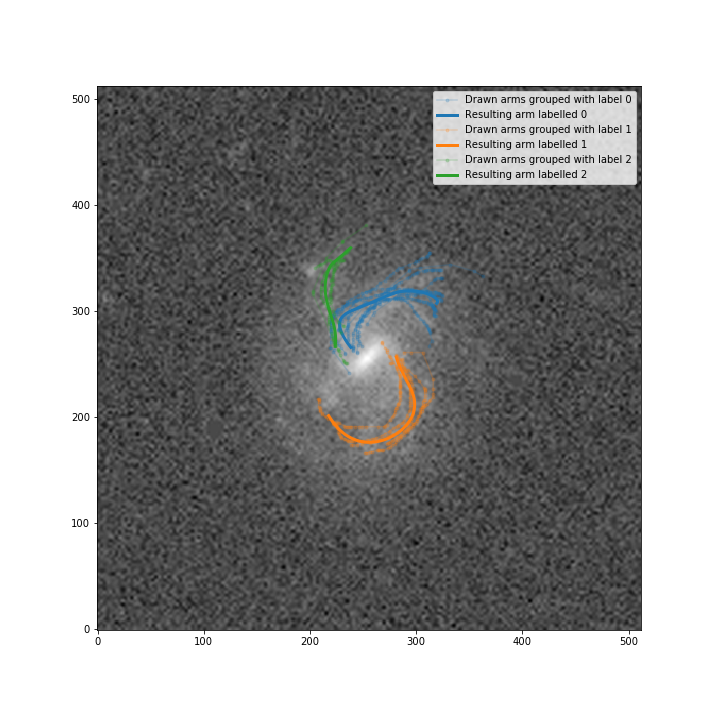 Drawn arms grouped with label 0
Resulting arm labelled 0
Drawn arms grouped with label 1
Resulting arm labelled 1
Drawn arms grouped with label 2
Resulting arm labelled 2
500
400
300
200
100
0
0 100 200 300 400 500